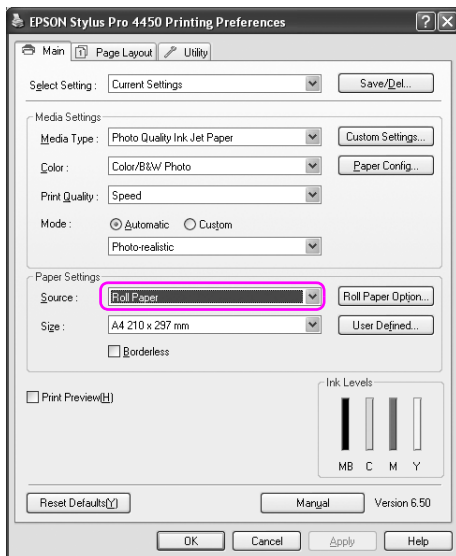 EPSON Stylus Pro 4450 Printing Preferences
Main Page Layout Utility
Select Setting : Current Settings Save/Del...
Media Settings
Media Type : Photo Quality Ink Jet Paper Custom Settings...
Color : Color/B&W Photo Paper Config...
Print Quality : Speed
Mode : Automatic Custom
Photo-realistic
Paper Settings
Source : Roll Paper Roll Paper Option...
Size : A4 210 x 297 mm User Defined...
Borderless
Print Preview(H)
Ink Levels
MB C M Y
Reset Defaults(Y) Manual Version 6.50
OK Cancel Apply Help